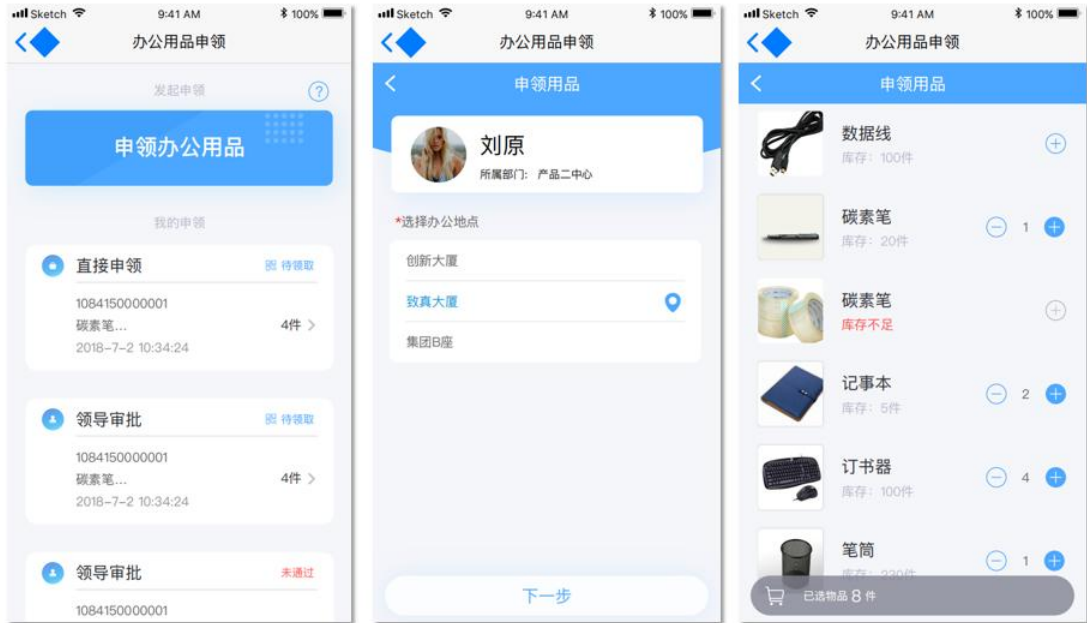 Sketch 9:41 AM 100%
办公用品申领
发起申领
?
申领办公用品
我的申领
直接申领 待领取
1084150000001
碳素笔... 4件
2018-7-2 10:34:24
领导审批 待领取
1084150000001
碳素笔... 4件
2018-7-2 10:34:24
领导审批 未通过
1084150000001
Sketch 9:41 AM 100%
办公用品申领
申领用品
刘原
所属部门: 产品二中心
*选择办公地点
创新大厦
致真大厦
集团B座
下一步
Sketch 9:41 AM 100%
办公用品申领
申领用品
数据线
库存: 100件
碳素笔
库存: 20件
1
碳素笔
库存不足
记事本
库存: 5件
2
订书器
库存: 100件
4
笔筒
库存: 230件
1
已选物品 8 件